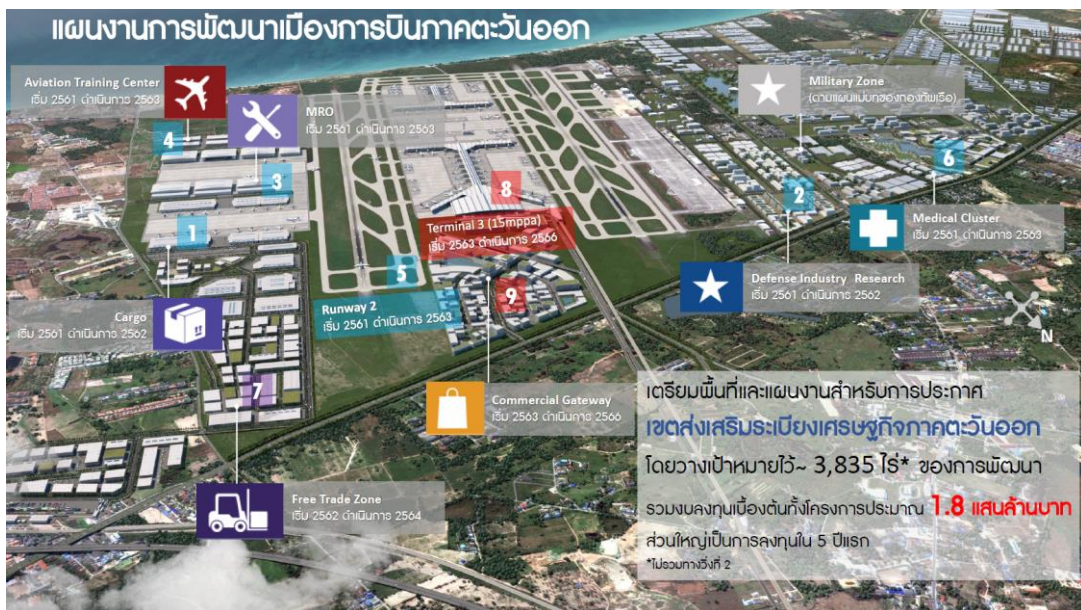 แผนงานการพัฒนาเมืองการบินภาคตะวันออก
Aviation Training Center
เริ่ม 2561 ดำเนินการ 2563
MRO
เริ่ม 2561 ดำเนินการ 2563
Military Zone
(ตามแผนแม่บทของกองทัพเรือ)
4
3
6
8
2
1
Terminal 3 (15mppa)
เริ่ม 2563 ดำเนินการ 2566
Medical Cluster
เริ่ม 2561 ดำเนินการ 2563
5
9
Defense Industry Research
เริ่ม 2561 ดำเนินการ 2562
Runway 2
เริ่ม 2561 ดำเนินการ 2563
Cargo
เริ่ม 2561 ดำเนินการ 2562
N
7
Commercial Gateway
เริ่ม 2563 ดำเนินการ 2566
Free Trade Zone
เริ่ม 2562 ดำเนินการ 2564
เตรียมพื้นที่และแผนงานสำหรับการประกาศ
เขตส่งเสริมระเบียงเศรษฐกิจภาคตะวันออก
โดยวางเป้าหมายไว้~ 3,835 ไร่* ของการพัฒนา
รวมงบลงทุนเบื้องต้นทั้งโครงการประมาณ 1.8 แสนล้านบาท
ส่วนใหญ่เป็นการลงทุนใน 5 ปีแรก
*ไม่รวมทางวิ่งที่ 2